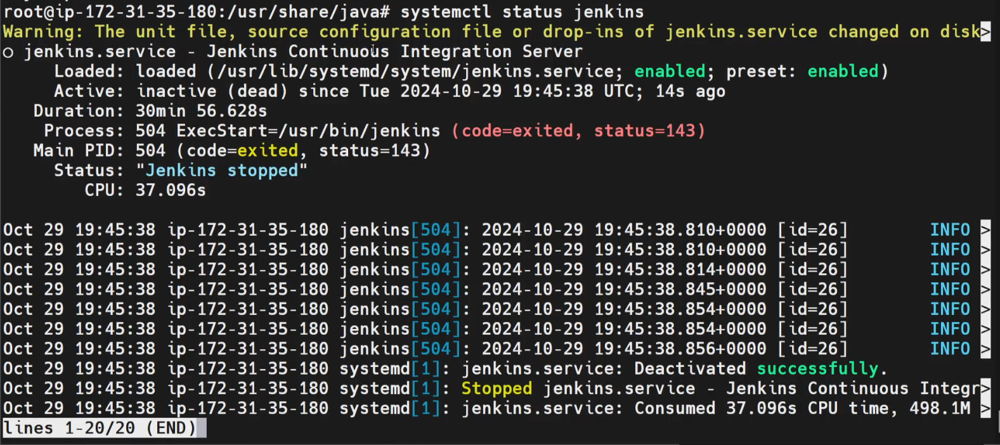 root@ip-172-31-35-180:/usr/share/java# systemctl status jenkins
Warning: The unit file, source configuration file or drop-ins of jenkins.service changed on disk>
○ jenkins.service - Jenkins Continuous Integration Server
     Loaded: loaded (/usr/lib/systemd/system/jenkins.service; enabled; preset: enabled)
     Active: inactive (dead) since Tue 2024-10-29 19:45:38 UTC; 14s ago
   Duration: 30min 56.628s
    Process: 504 ExecStart=/usr/bin/jenkins (code=exited, status=143)
   Main PID: 504 (code=exited, status=143)
     Status: "Jenkins stopped"
        CPU: 37.096s

Oct 29 19:45:38 ip-172-31-35-180 jenkins[504]: 2024-10-29 19:45:38.810+0000 [id=26]        INFO >
Oct 29 19:45:38 ip-172-31-35-180 jenkins[504]: 2024-10-29 19:45:38.810+0000 [id=26]        INFO >
Oct 29 19:45:38 ip-172-31-35-180 jenkins[504]: 2024-10-29 19:45:38.814+0000 [id=26]        INFO >
Oct 29 19:45:38 ip-172-31-35-180 jenkins[504]: 2024-10-29 19:45:38.845+0000 [id=26]        INFO >
Oct 29 19:45:38 ip-172-31-35-180 jenkins[504]: 2024-10-29 19:45:38.854+0000 [id=26]        INFO >
Oct 29 19:45:38 ip-172-31-35-180 jenkins[504]: 2024-10-29 19:45:38.854+0000 [id=26]        INFO >
Oct 29 19:45:38 ip-172-31-35-180 jenkins[504]: 2024-10-29 19:45:38.856+0000 [id=26]        INFO >
Oct 29 19:45:38 ip-172-31-35-180 systemd[1]: jenkins.service: Deactivated successfully.
Oct 29 19:45:38 ip-172-31-35-180 systemd[1]: Stopped jenkins.service - Jenkins Continuous Integr>
Oct 29 19:45:38 ip-172-31-35-180 systemd[1]: jenkins.service: Consumed 37.096s CPU time, 498.1M >
lines 1-20/20 (END)